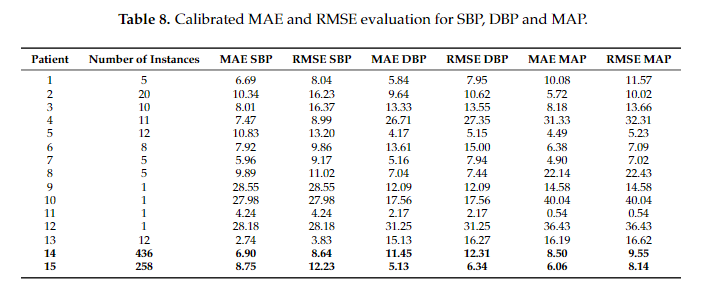 Table 8. Calibrated MAE and RMSE evaluation for SBP, DBP and MAP.
Patient Number of Instances MAE SBP RMSE SBP MAE DBP RMSE DBP MAE MAP RMSE MAP
1 5 6.69 8.04 5.84 7.95 10.08 11.57
2 20 10.34 16.23 9.64 10.62 5.72 10.02
3 10 8.01 16.37 13.33 13.55 8.18 13.66
4 11 7.47 8.99 26.71 27.35 31.33 32.31
5 12 10.83 13.20 4.17 5.15 4.49 5.23
6 8 7.92 9.86 13.61 15.00 6.38 7.09
7 5 5.96 9.17 5.16 7.94 4.90 7.02
8 5 9.89 11.02 7.04 7.44 22.14 22.43
9 1 28.55 28.55 12.09 12.09 14.58 14.58
10 1 27.98 27.98 17.56 17.56 40.04 40.04
11 1 4.24 4.24 2.17 2.17 0.54 0.54
12 1 28.18 28.18 31.25 31.25 36.43 36.43
13 12 2.74 3.83 15.13 16.27 16.19 16.62
14 436 6.90 8.64 11.45 12.31 8.50 9.55
15 258 8.75 12.23 5.13 6.34 6.06 8.14